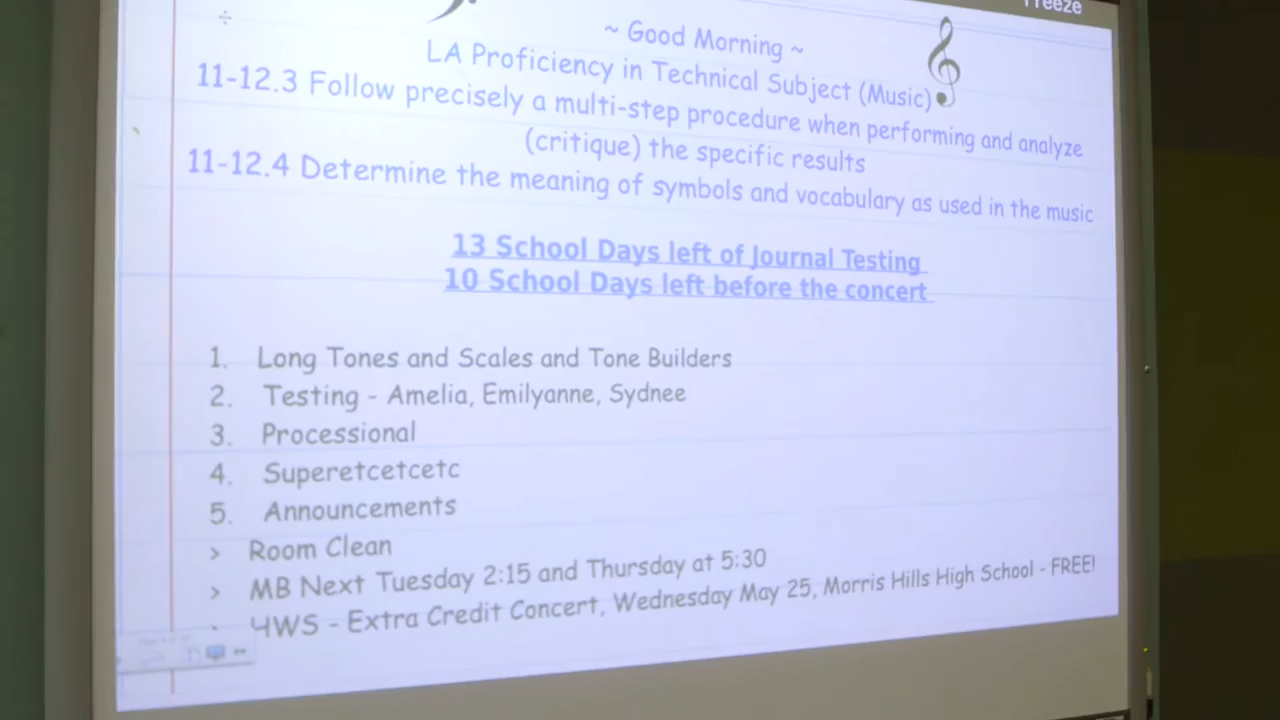 Freeze
~ Good Morning ~
LA Proficiency in Technical Subject (Music)
11-12.3 Follow precisely a multi-step procedure when performing and analyze
(critique) the specific results
11-12.4 Determine the meaning of symbols and vocabulary as used in the music
13 School Days left of Journal Testing
10 School Days left before the concert
1. Long Tones and Scales and Tone Builders
2. Testing - Amelia, Emilyanne, Sydnee
3. Processional
4. Superetcetcetc
5. Announcements
> Room Clean
> MB Next Tuesday 2:15 and Thursday at 5:30
HWS - Extra Credit Concert, Wednesday May 25, Morris Hills High School - FREE!